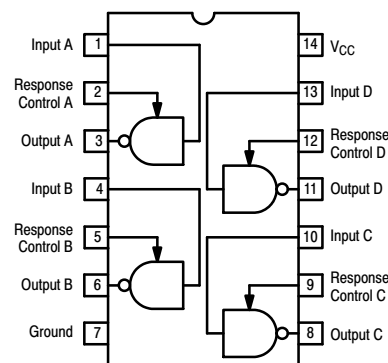 Input A
1
Response
Control A
2
Output A
3
Input B
4
Response
Control B
5
Output B
6
Ground
7
14
VCC
13
Input D
12
Response
Control D
11
Output D
10
Input C
9
Response
Control C
8
Output C